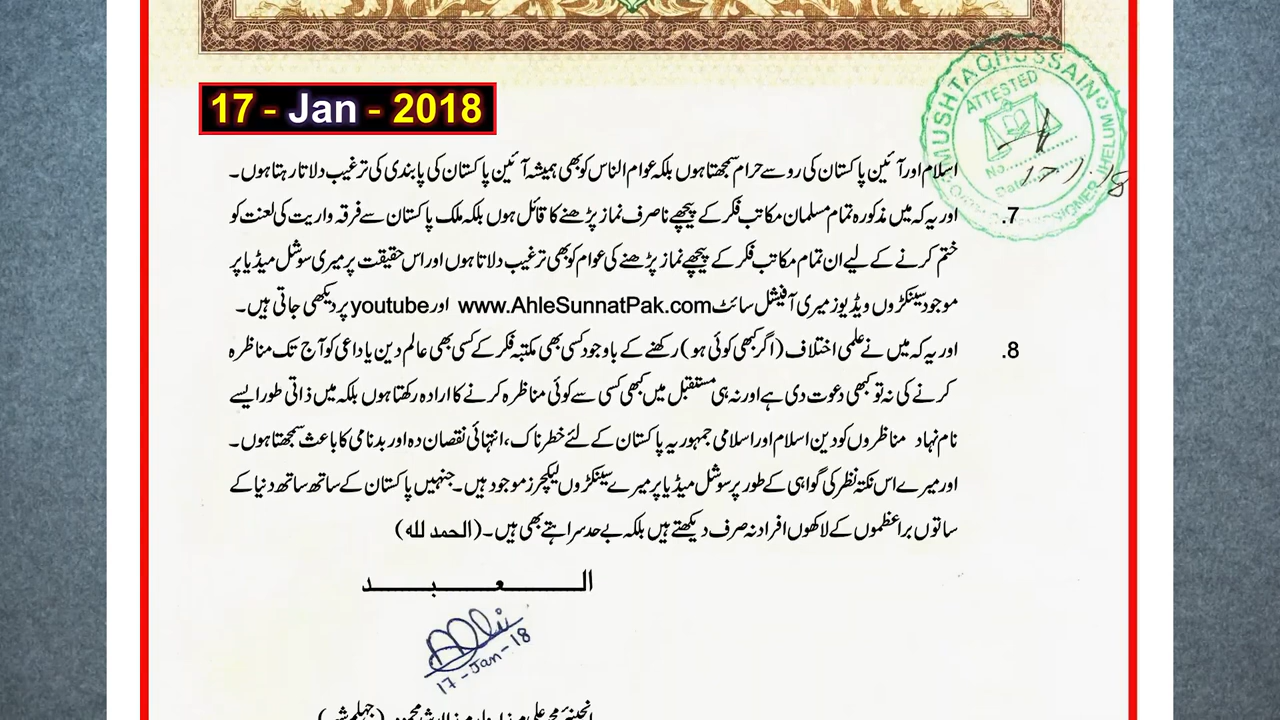 17 - Jan - 2018
MUSHTAQ HUSSAIN
ATTESTED
No.
Date
17.1.18
اسلام اور آئین پاکستان کی رو سے حرام سمجھتا ہوں بلکہ عوام الناس کو بھی ہمیشہ آئین پاکستان کی پابندی کی ترغیب دلاتا رہتا ہوں۔
7. اور یہ کہ میں مذکورہ تمام مسلمان مکاتب فکر کے پیچھے نا صرف نماز پڑھنے کا قائل ہوں بلکہ ملک پاکستان سے فرقہ واریت کی لعنت کو
ختم کرنے کے لیے ان تمام مکاتب فکر کے پیچھے نماز پڑھنے کی عوام کو بھی ترغیب دلاتا ہوں اور اس حقیقت پر میری سوشل میڈیا پر
موجود سینکڑوں ویڈیوز میری آفیشل سائٹ www.AhleSunnatPak.com اور youtube پر دیکھی جاتی ہیں۔
8. اور یہ کہ میں نے علمی اختلاف (اگر کبھی کوئی ہو) رکھنے کے باوجود کسی بھی مکتبہ فکر کے کسی بھی عالم دین یا داعی کو آج تک مناظرہ
کرنے کی نہ تو کبھی دعوت دی ہے اور نہ ہی مستقبل میں کبھی کسی سے کوئی مناظرہ کرنے کا ارادہ رکھتا ہوں بلکہ میں ذاتی طور ایسے
نام نہاد مناظروں کو دین اسلام اور اسلامی جمہوریہ پاکستان کے لئے خطرناک، انتہائی نقصان دہ اور بدنامی کا باعث سمجھتا ہوں۔
اور میرے اس نکتہ نظر کی گواہی کے طور پر سوشل میڈیا پر میرے سینکڑوں لیکچرز موجود ہیں۔ جنہیں پاکستان کے ساتھ ساتھ دنیا کے
ساتوں براعظموں کے لاکھوں افراد نہ صرف دیکھتے ہیں بلکہ بے حد سراہتے بھی ہیں۔ (الحمد للہ)
الـــعـــبـــد
17-Jan-18